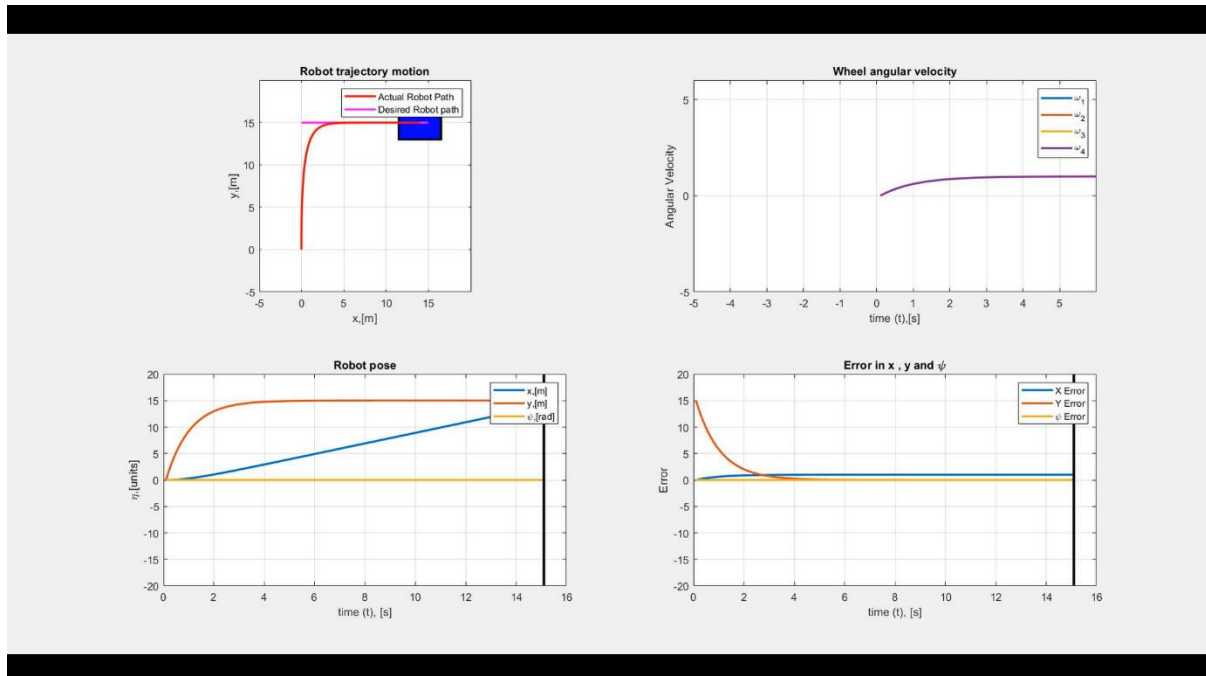 Robot trajectory motion
Actual Robot Path
Desired Robot path
15
10
5
0
-5
y,[m]
-5 0 5 10 15
x,[m]
Wheel angular velocity
ω1
ω2
ω3
ω4
5
0
-5
Angular Velocity
-5 -4 -3 -2 -1 0 1 2 3 4 5
time (t),[s]
Robot pose
x,[m]
y,[m]
ψ,[rad]
20
15
10
5
0
-5
-10
-15
-20
η,[units]
0 2 4 6 8 10 12 14 16
time (t), [s]
Error in x , y and ψ
X Error
Y Error
ψ Error
20
15
10
5
0
-5
-10
-15
-20
Error
0 2 4 6 8 10 12 14 16
time (t), [s]